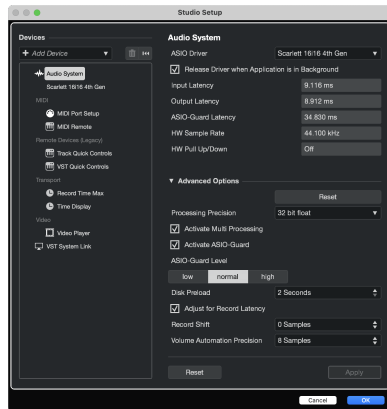 Studio Setup
Devices
+ Add Device
Audio System
Scarlett 16i16 4th Gen
MIDI
MIDI Port Setup
MIDI Remote
Remote Devices (Legacy)
Track Quick Controls
VST Quick Controls
Transport
Record Time Max
Time Display
Video
Video Player
VST System Link
Audio System
ASIO Driver Scarlett 16i16 4th Gen
Release Driver when Application is in Background
Input Latency 9.116 ms
Output Latency 8.912 ms
ASIO-Guard Latency 34.830 ms
HW Sample Rate 44.100 kHz
HW Pull Up/Down Off
Advanced Options
Reset
Processing Precision 32 bit float
Activate Multi Processing
Activate ASIO-Guard
ASIO-Guard Level
low normal high
Disk Preload 2 Seconds
Adjust for Record Latency
Record Shift 0 Samples
Volume Automation Precision 8 Samples
Reset Apply
Cancel OK